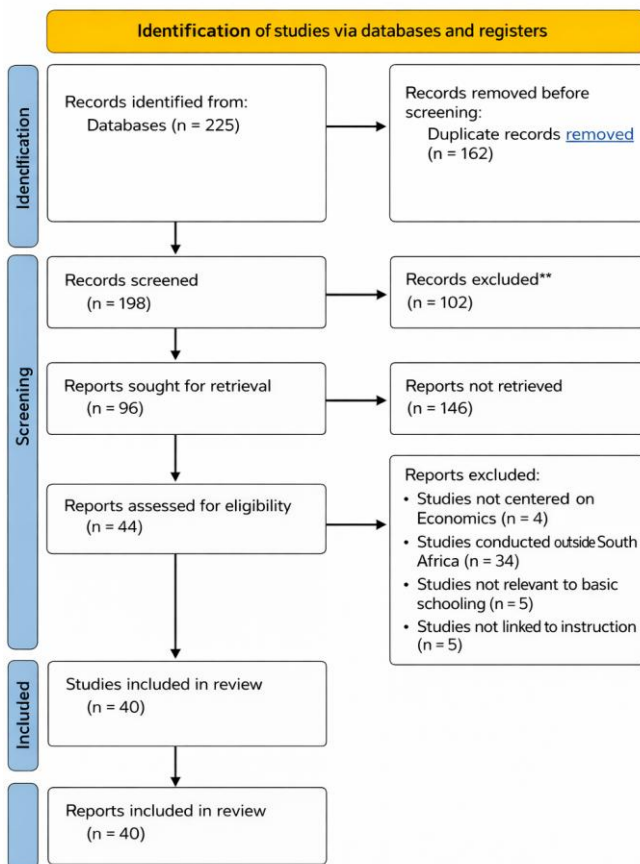 Identification of studies via databases and registers
Idencification
Records identified from:
Databases (n = 225)
Records removed before
screening:
Duplicate records removed
(n = 162)
Screening
Records screened
(n = 198)
Records excluded**
(n = 102)
Reports sought for retrieval
(n = 96)
Reports not retrieved
(n = 146)
Reports assessed for eligibility
(n = 44)
Reports excluded:
• Studies not centered on
Economics (n = 4)
• Studies conducted outside South
Africa (n = 34)
• Studies not relevant to basic
schooling (n = 5)
• Studies not linked to instruction
(n = 5)
Included
Studies included in review
(n = 40)
Reports included in review
(n = 40)